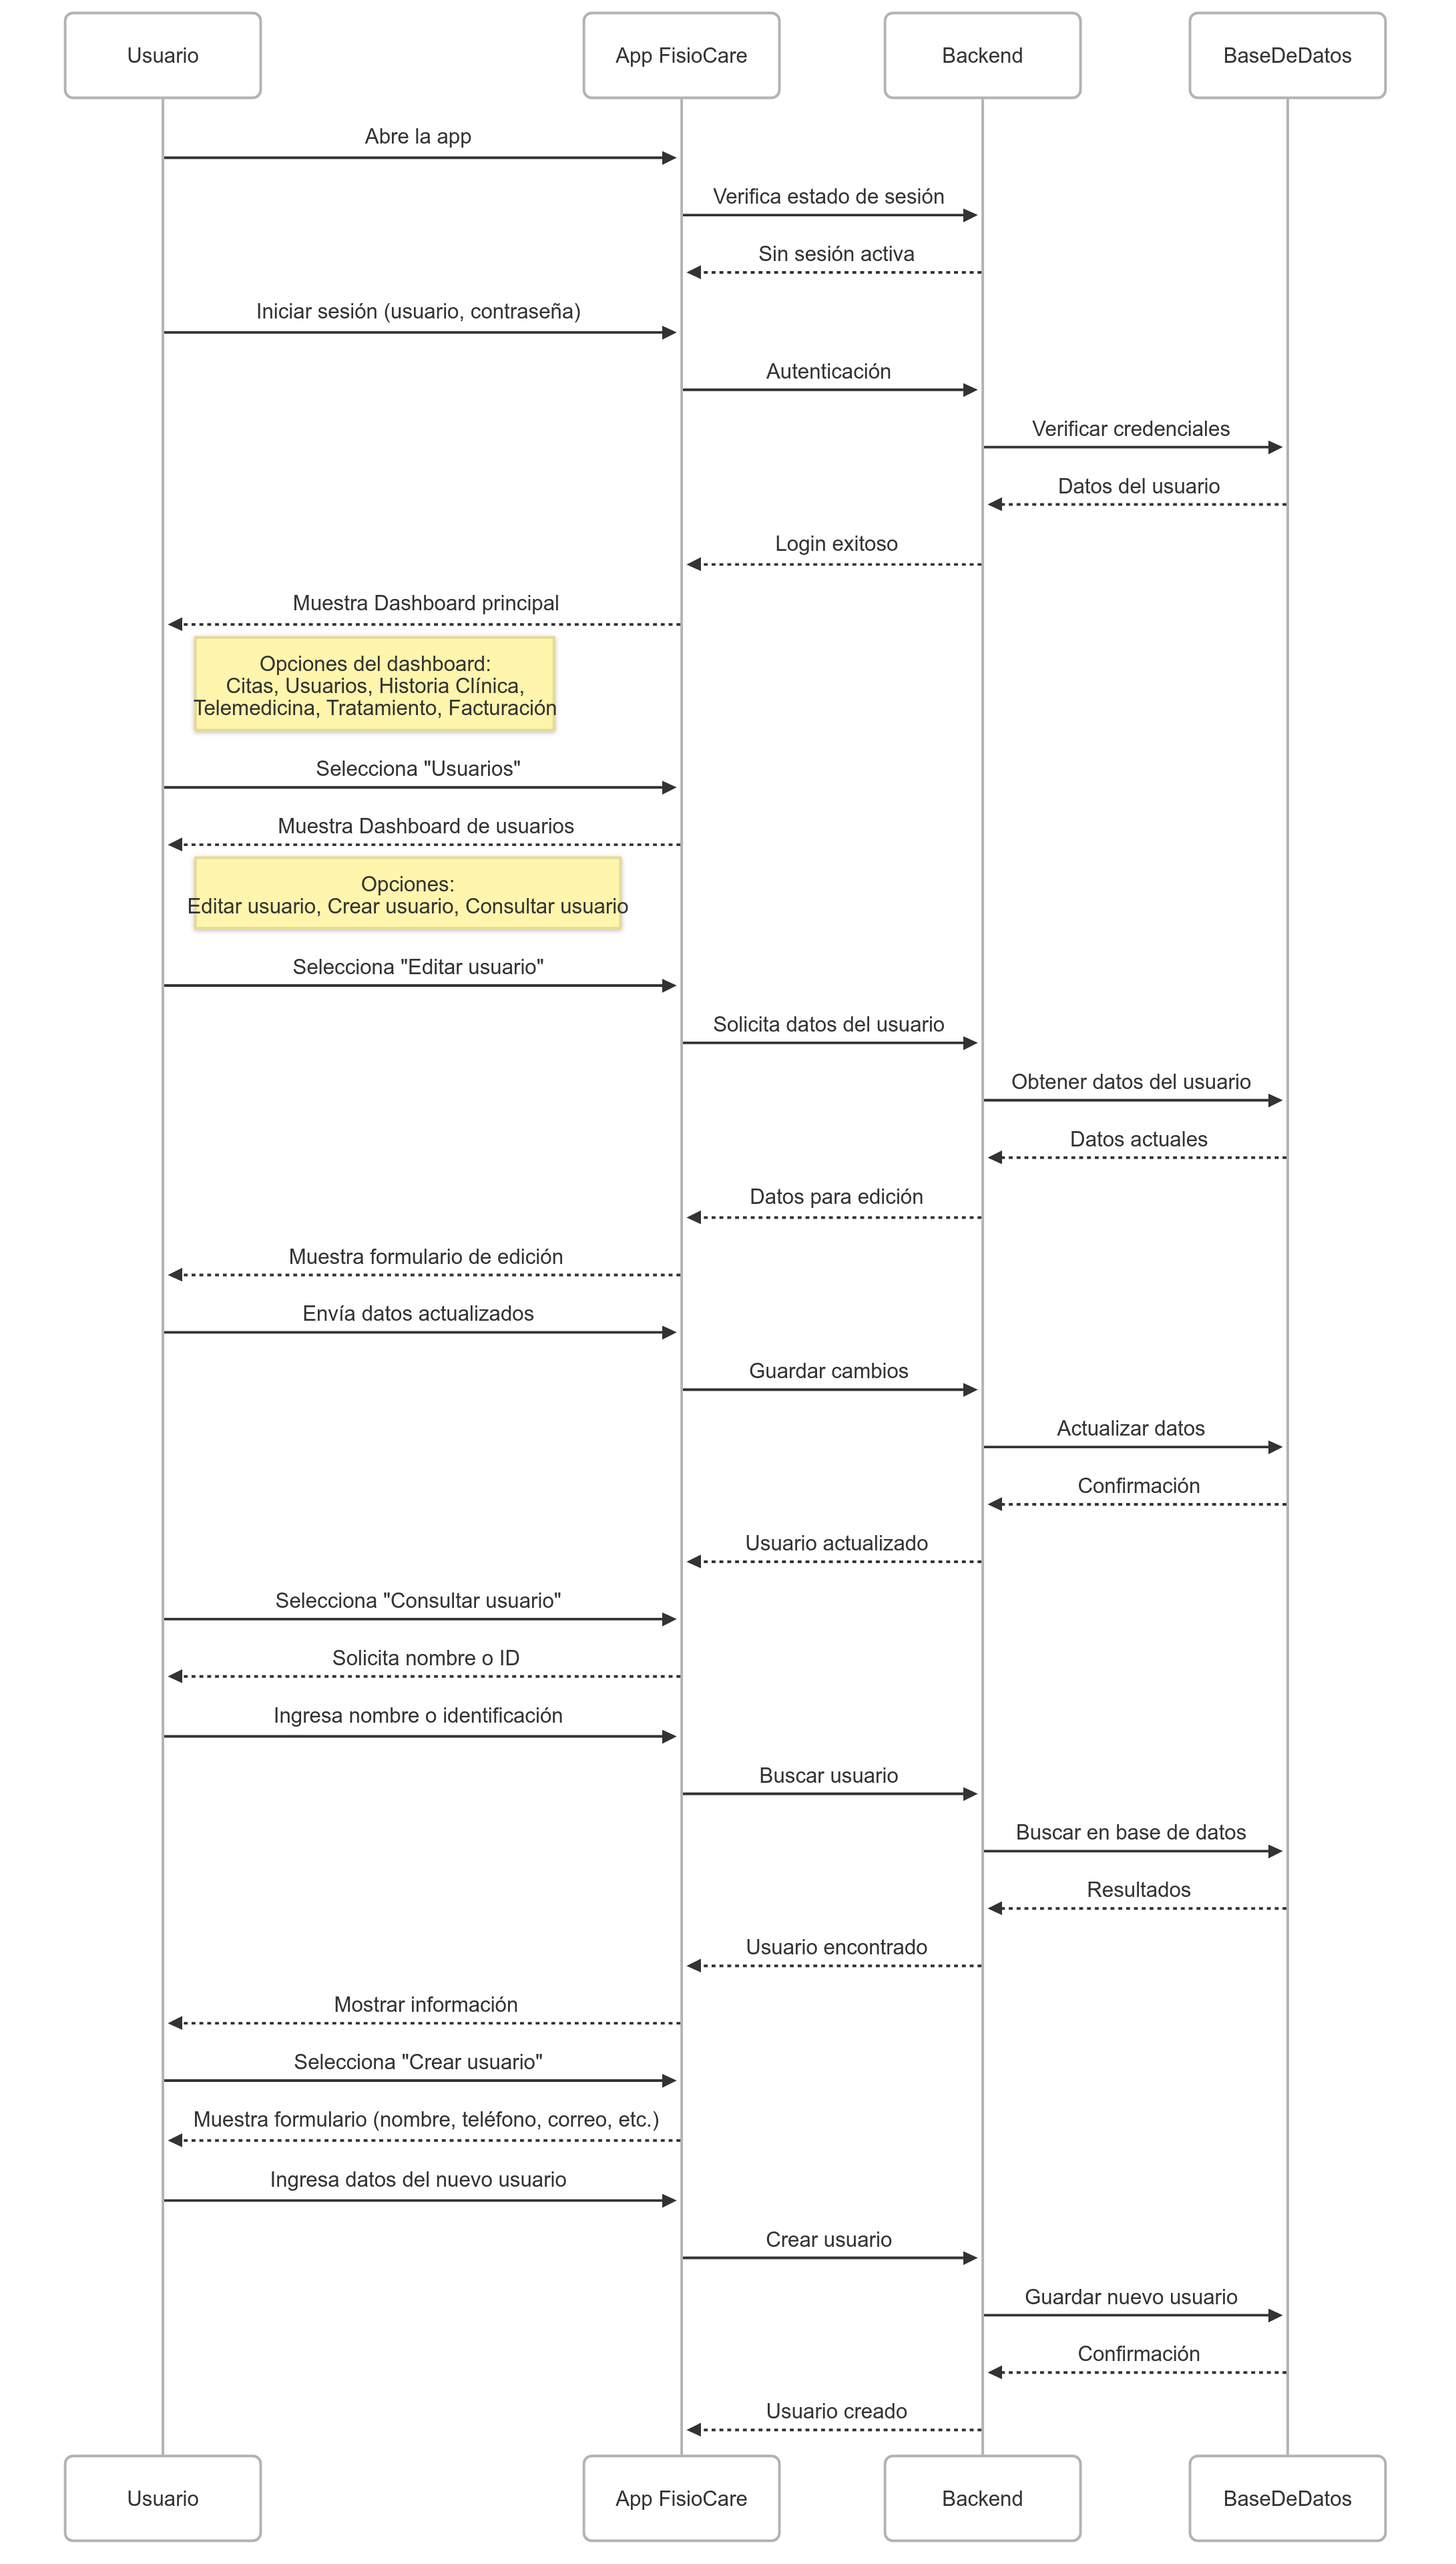 Usuario
App FisioCare
Backend
BaseDeDatos
Abre la app
Verifica estado de sesión
Sin sesión activa
Iniciar sesión (usuario, contraseña)
Autenticación
Verificar credenciales
Datos del usuario
Login exitoso
Muestra Dashboard principal
Opciones del dashboard:
Citas, Usuarios, Historia Clínica,
Telemedicina, Tratamiento, Facturación
Selecciona "Usuarios"
Muestra Dashboard de usuarios
Opciones:
Editar usuario, Crear usuario, Consultar usuario
Selecciona "Editar usuario"
Solicita datos del usuario
Obtener datos del usuario
Datos actuales
Datos para edición
Muestra formulario de edición
Envía datos actualizados
Guardar cambios
Actualizar datos
Confirmación
Usuario actualizado
Selecciona "Consultar usuario"
Solicita nombre o ID
Ingresa nombre o identificación
Buscar usuario
Buscar en base de datos
Resultados
Usuario encontrado
Mostrar información
Selecciona "Crear usuario"
Muestra formulario (nombre, teléfono, correo, etc.)
Ingresa datos del nuevo usuario
Crear usuario
Guardar nuevo usuario
Confirmación
Usuario creado
Usuario
App FisioCare
Backend
BaseDeDatos